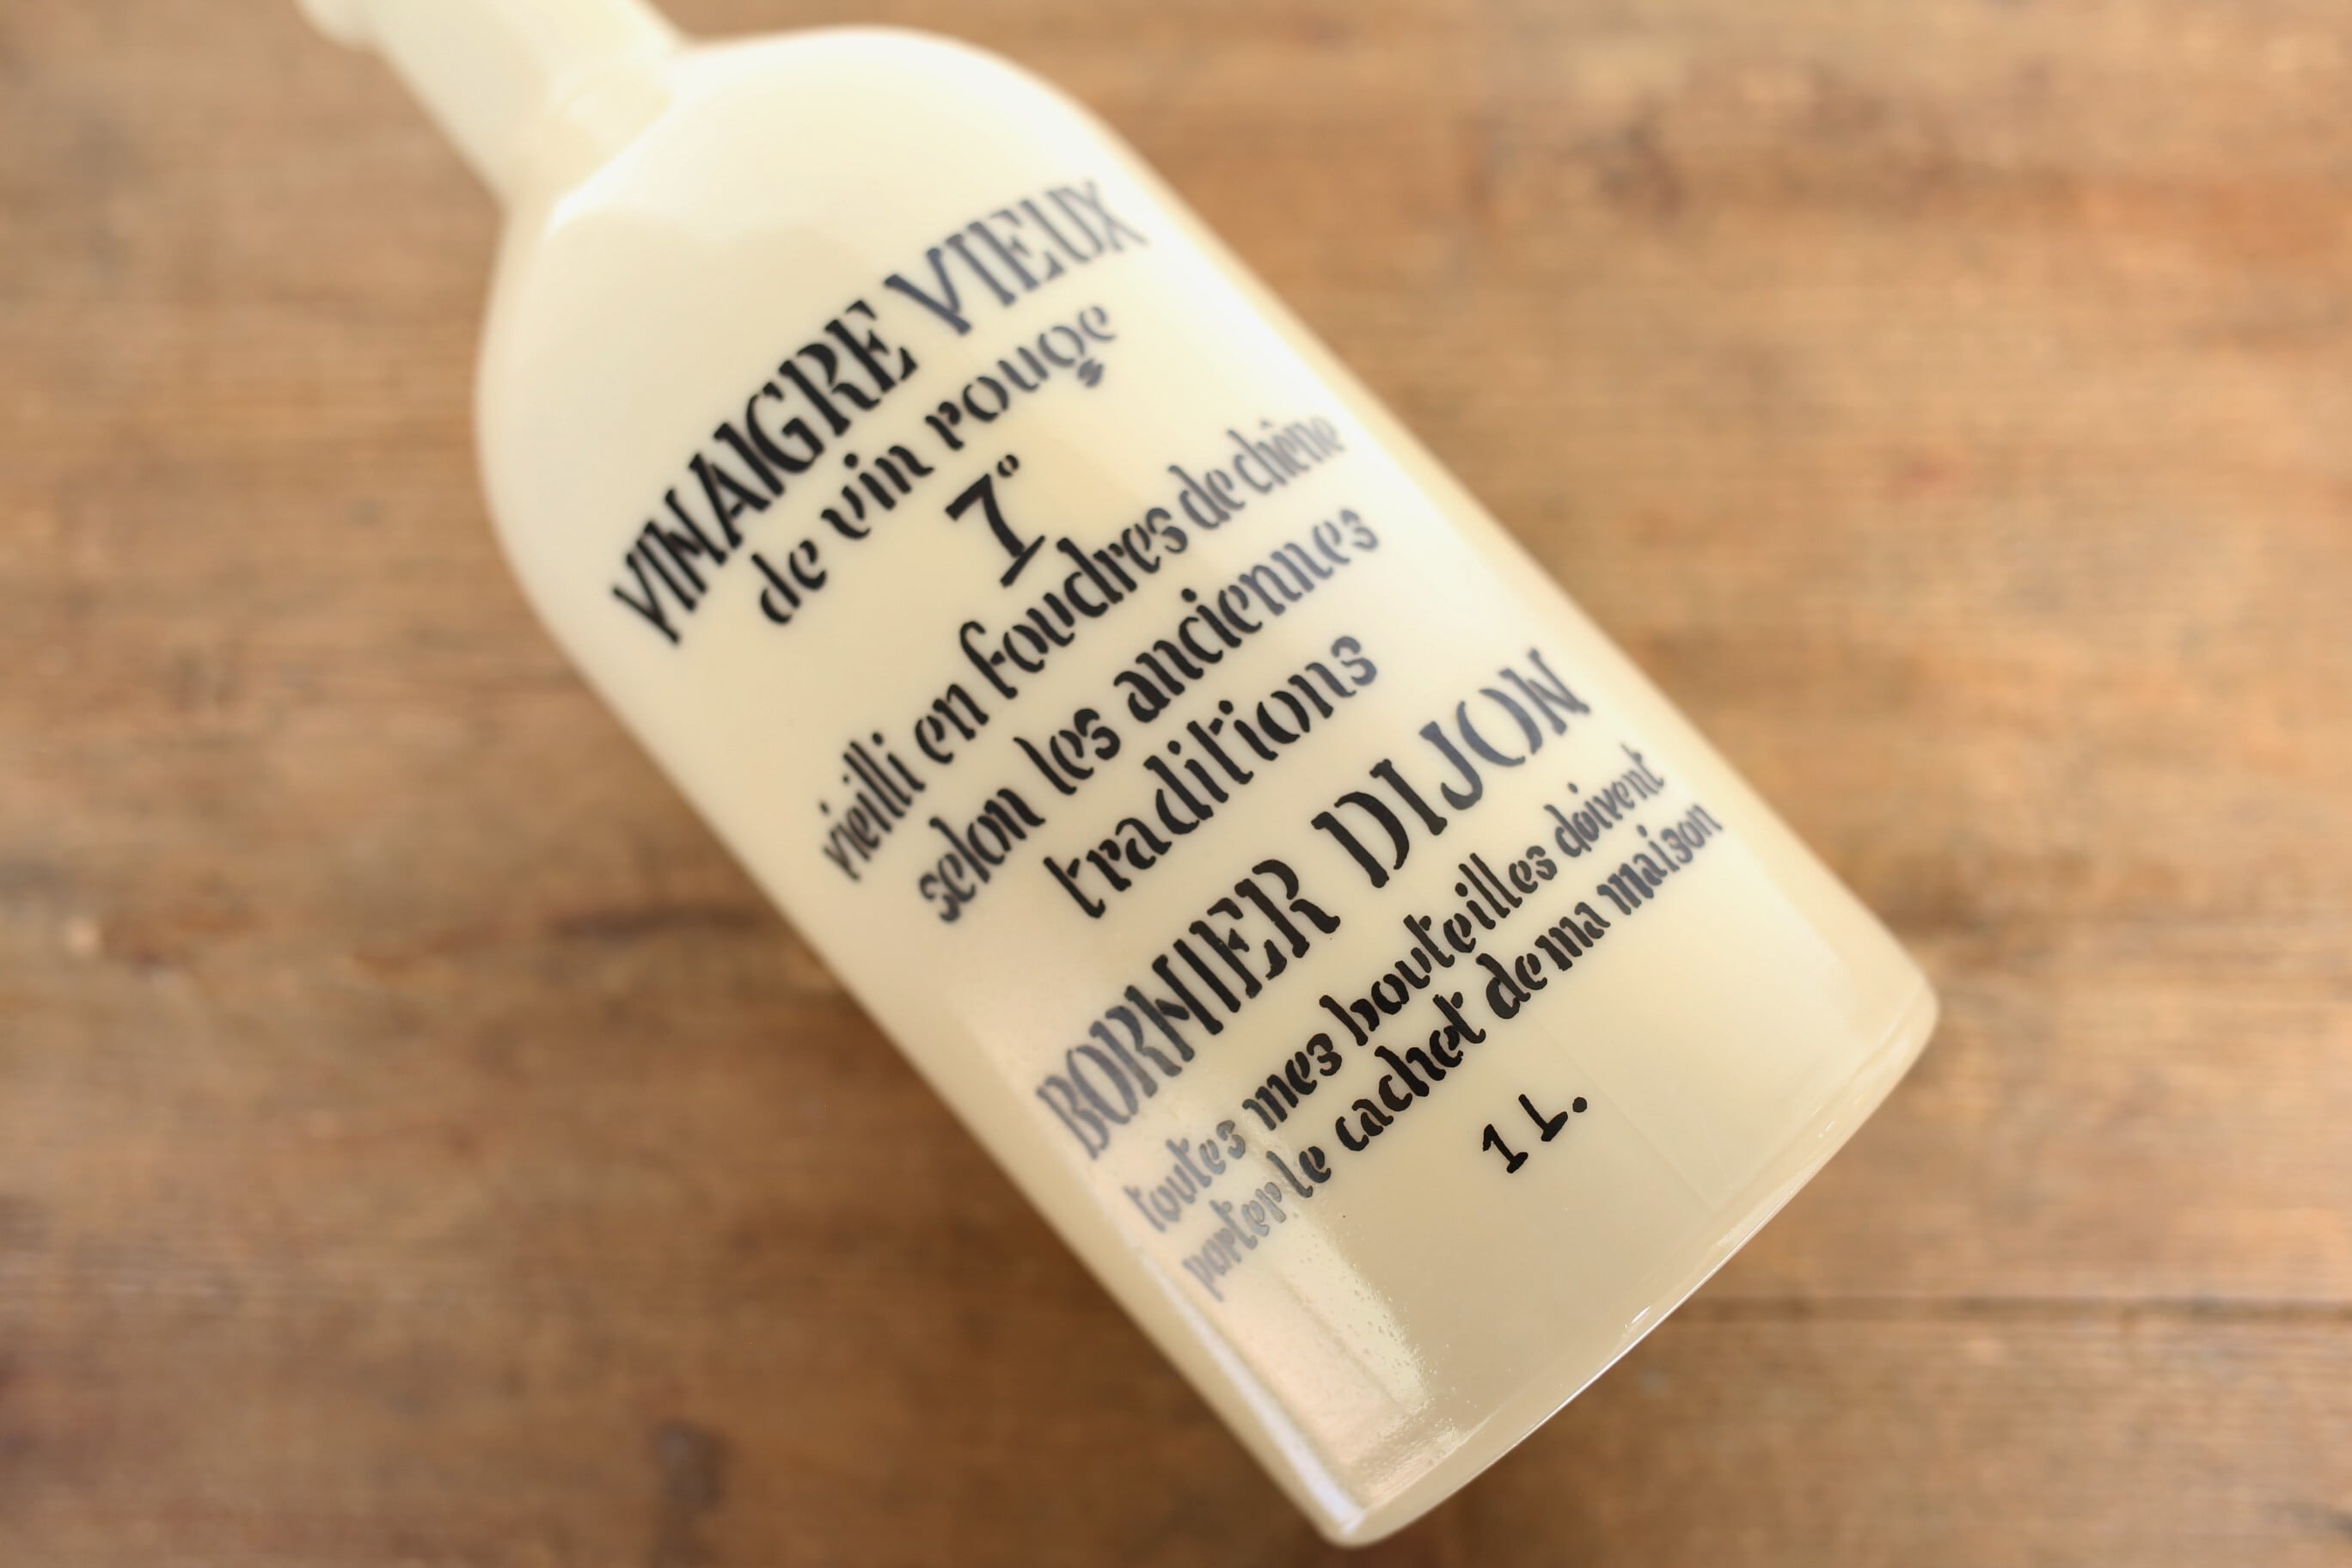 VINAIGRE VIEUX
de vin rouge
7°
vieilli en foudres de chêne
selon les anciennes
traditions
BORNIER DIJON
toutes mes bouteilles doivent
porter le cachet de ma maison
1 L.